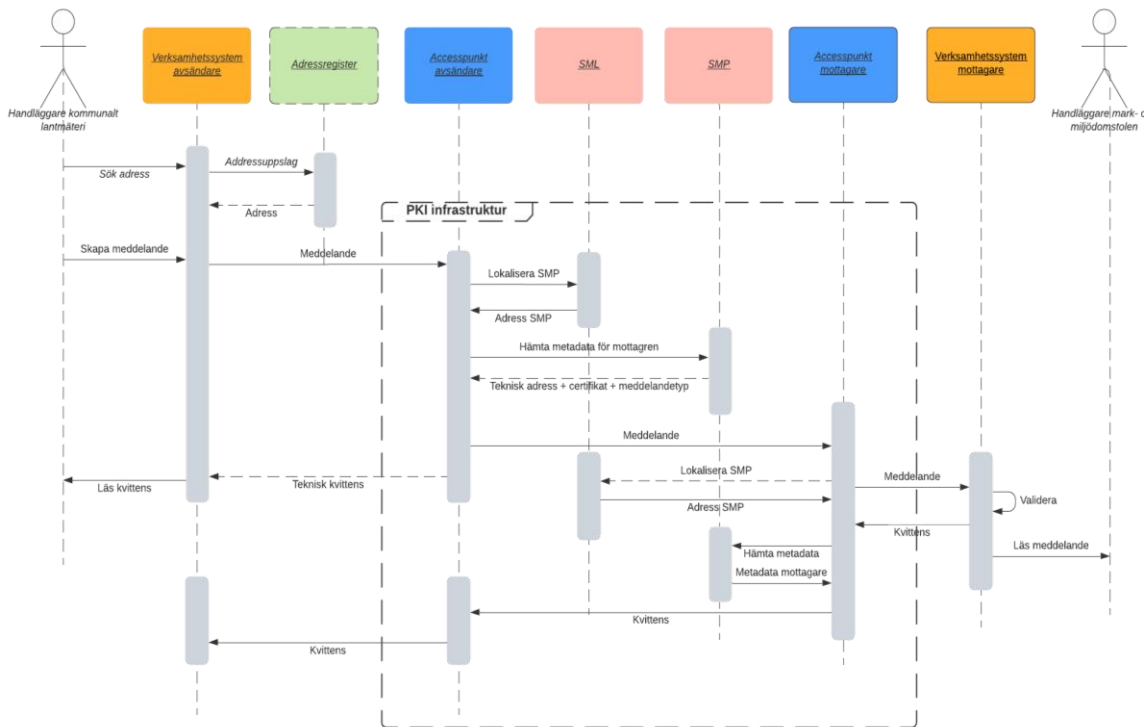 Verksamhetssystem
avsändare
Adressregister
Accesspunkt
avsändare
SML
SMP
Accesspunkt
mottagare
Verksamhetssystem
mottagare
Handläggare kommunalt
lantmäteri
Handläggare mark- o
miljödomstolen
Sök adress
Addressuppslag
Adress
PKI infrastruktur
Skapa meddelande
Meddelande
Lokalisera SMP
Adress SMP
Hämta metadata för mottagren
Teknisk adress + certifikat + meddelandetyp
Meddelande
Läs kvittens
Teknisk kvittens
Lokalisera SMP
Meddelande
Adress SMP
Validera
Kvittens
Hämta metadata
Läs meddelande
Metadata mottagare
Kvittens
Kvittens